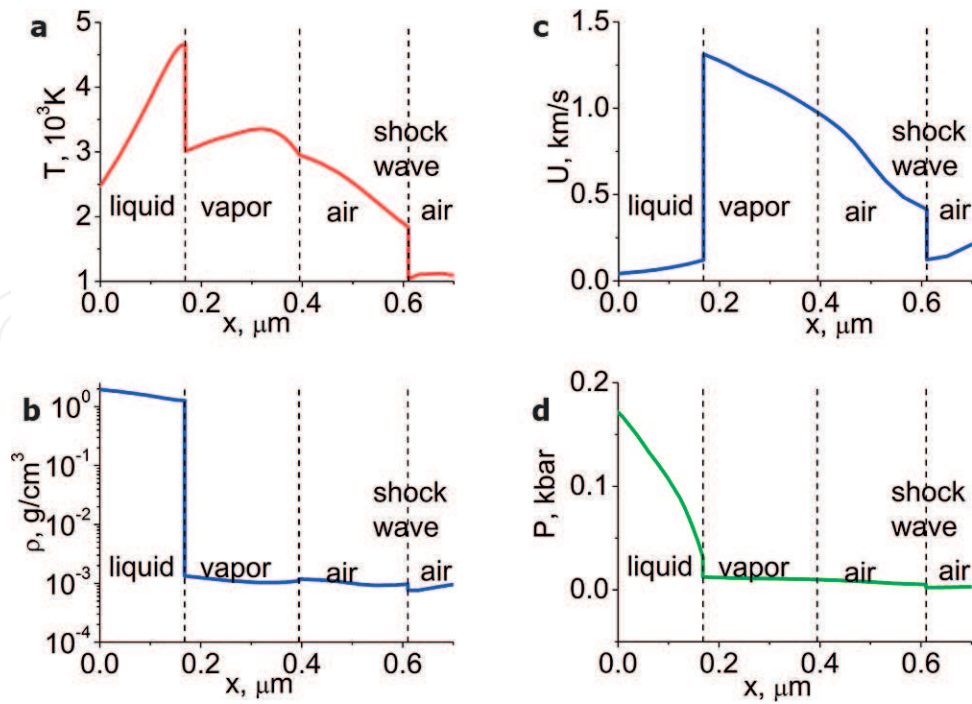 a
5
4
3
2
1
T, 10³K
shock
wave
liquid vapor air air
0.0 0.2 0.4 0.6
x, μm
c
1.5
1.0
0.5
0.0
U, km/s
shock
wave
liquid vapor air air
0.0 0.2 0.4 0.6
x, μm
b
10⁰
10⁻¹
10⁻²
10⁻³
10⁻⁴
ρ, g/cm³
shock
wave
liquid vapor air air
0.0 0.2 0.4 0.6
x, μm
d
0.2
0.1
0.0
P, kbar
shock
wave
liquid vapor air air
0.0 0.2 0.4 0.6
x, μm